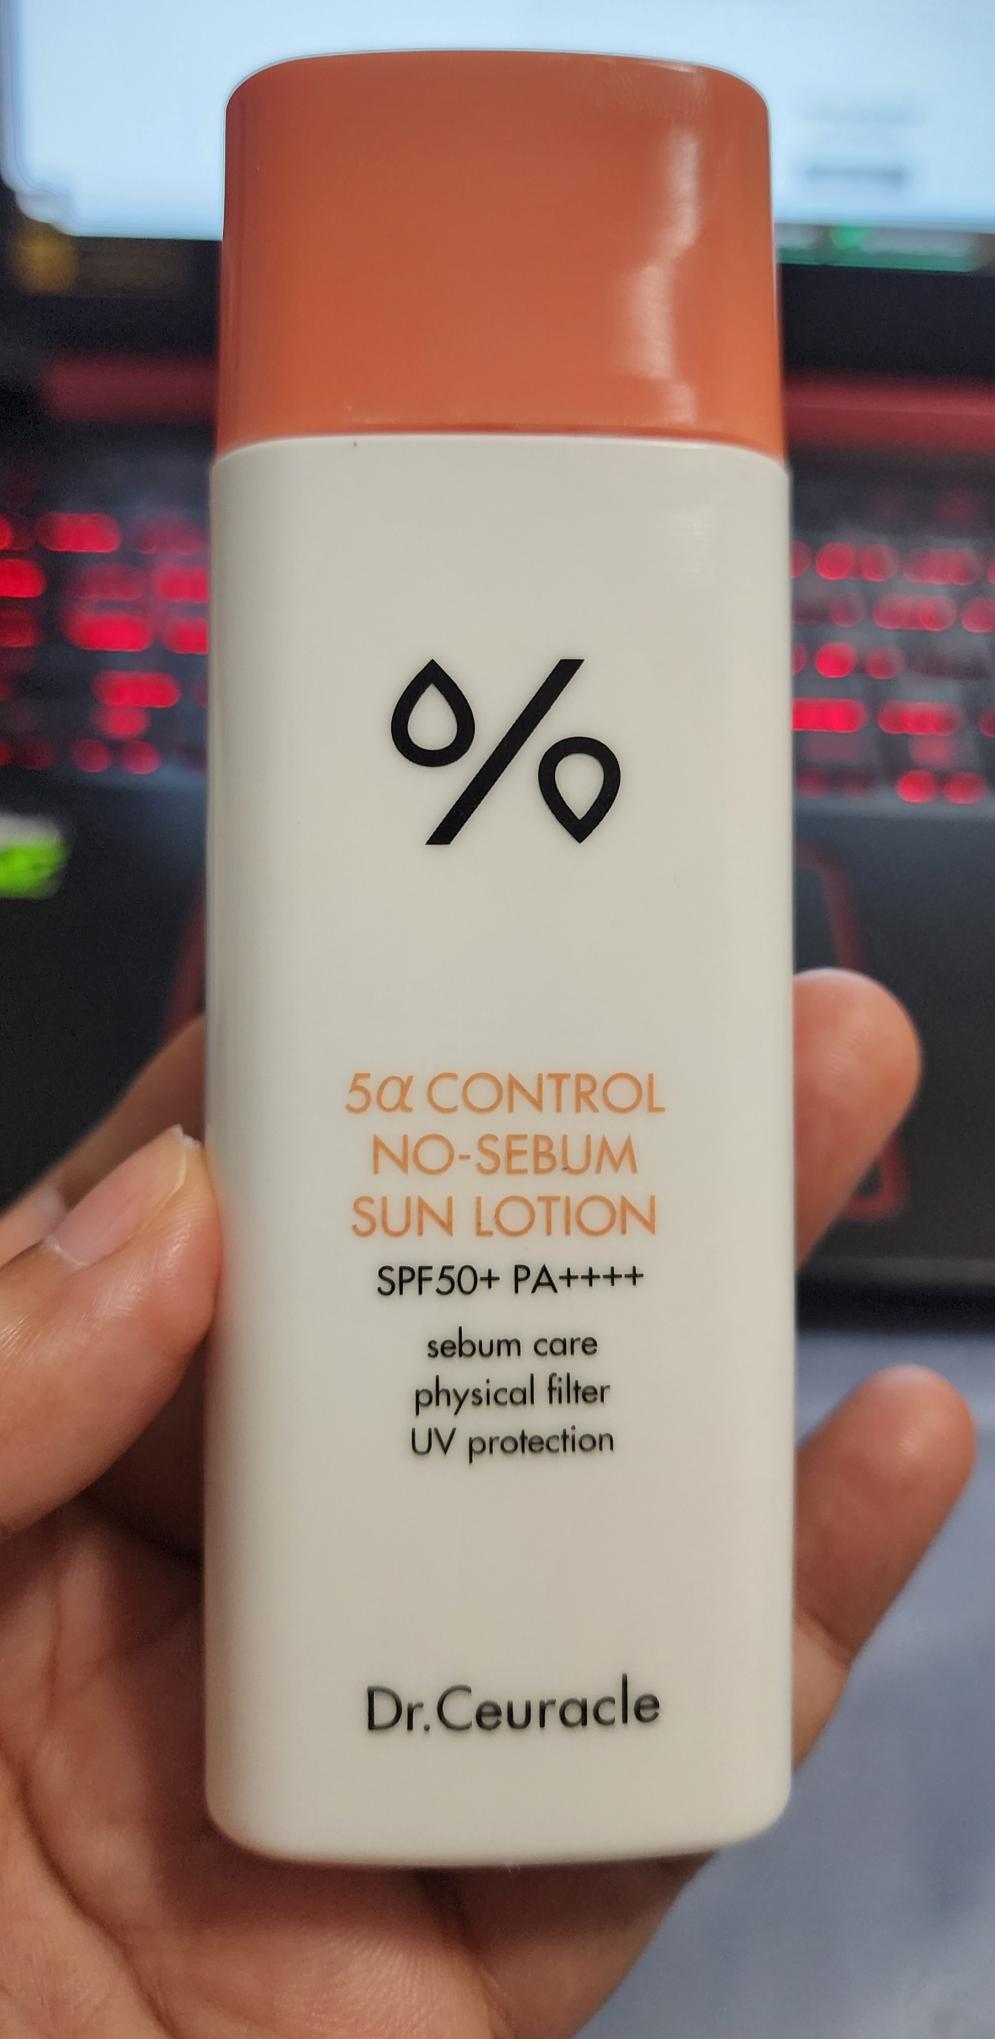 %
5α CONTROL
NO-SEBUM
SUN LOTION
SPF50+ PA++++
sebum care
physical filter
UV protection
Dr.Ceuracle